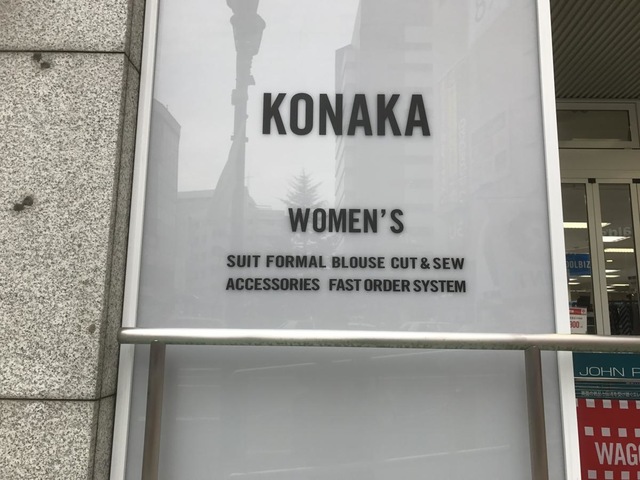 KONAKA
WOMEN'S
SUIT FORMAL BLOUSE CUT & SEW
ACCESSORIES FAST ORDER SYSTEM
JOHN
WAG